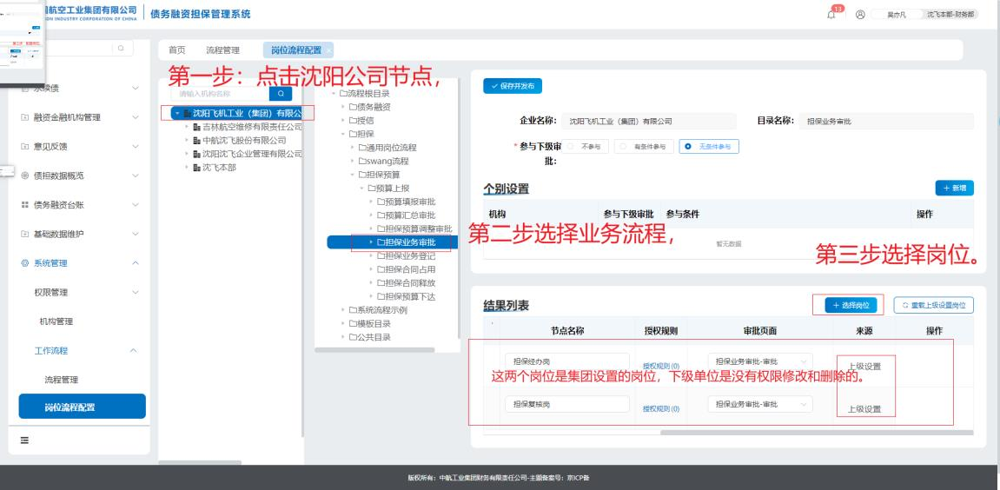 航空工业集团有限公司
ON INDUSTRY CORPORATION OF CHINA
债务融资担保管理系统
13
吴亦凡
沈飞本部-财务部
首页
流程管理
岗位流程配置
第一步：点击沈阳公司节点，
永续债
融资金融机构管理
意见反馈
债担数据概览
债务融资台账
基础数据维护
系统管理
权限管理
机构管理
工作流程
流程管理
岗位流程配置
请输入机构名称
沈阳飞机工业（集团）有限公
吉林航空维修有限责任公司
中航沈飞股份有限公司
沈阳沈飞企业管理有限公司
沈飞本部
流程根目录
债务融资
授信
担保
通用岗位流程
swang流程
担保预算
预算上报
预算填报审批
预算汇总审批
担保预算调整审批
担保业务审批
担保业务登记
担保合同占用
担保合同释放
担保预算下达
系统流程示例
模板目录
公共目录
保存并发布
企业名称： 沈阳飞机工业（集团）有限公司 目录名称： 担保业务审批
* 参与下级审批： 不参与 有条件参与 无条件参与
个别设置
+ 新增
机构 参与下级审批 参与条件 操作
暂无数据
第二步选择业务流程，
第三步选择岗位。
结果列表
+ 选择岗位
重载上级设置岗位
节点名称 授权规则 审批页面 来源 操作
担保经办岗 授权规则(0) 担保业务审批-审批 上级设置
这两个岗位是集团设置的岗位，下级单位是没有权限修改和删除的。
担保复核岗 授权规则(0) 担保业务审批-审批 上级设置
版权所有：中航工业集团财务有限责任公司-主题备案号：京ICP备